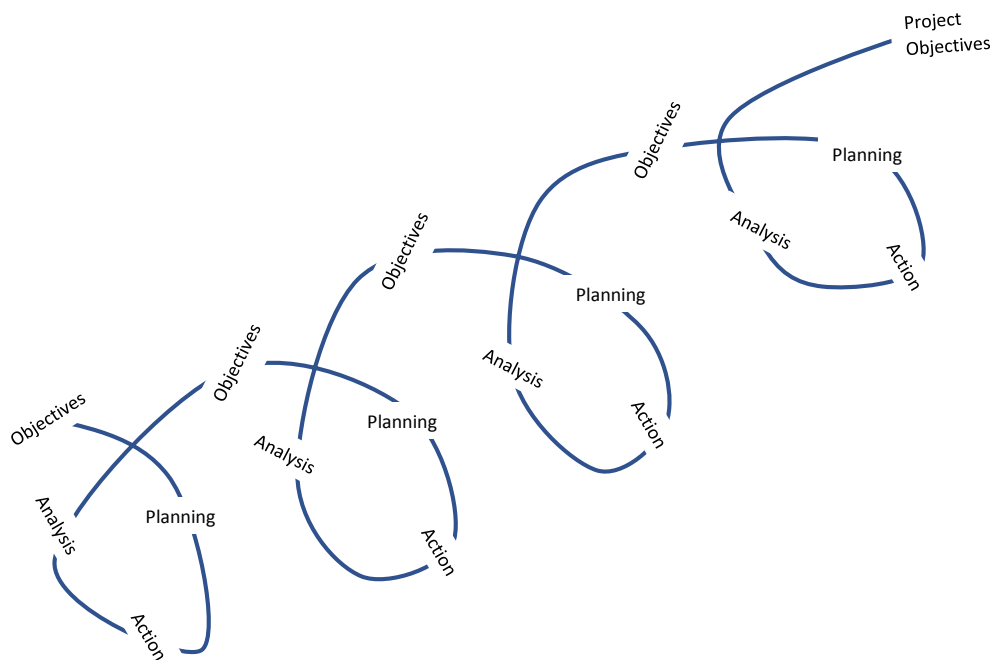 Project
Objectives
Objectives
Planning
Analysis
Action
Objectives
Planning
Analysis
Action
Objectives
Planning
Analysis
Action
Objectives
Planning
Analysis
Action